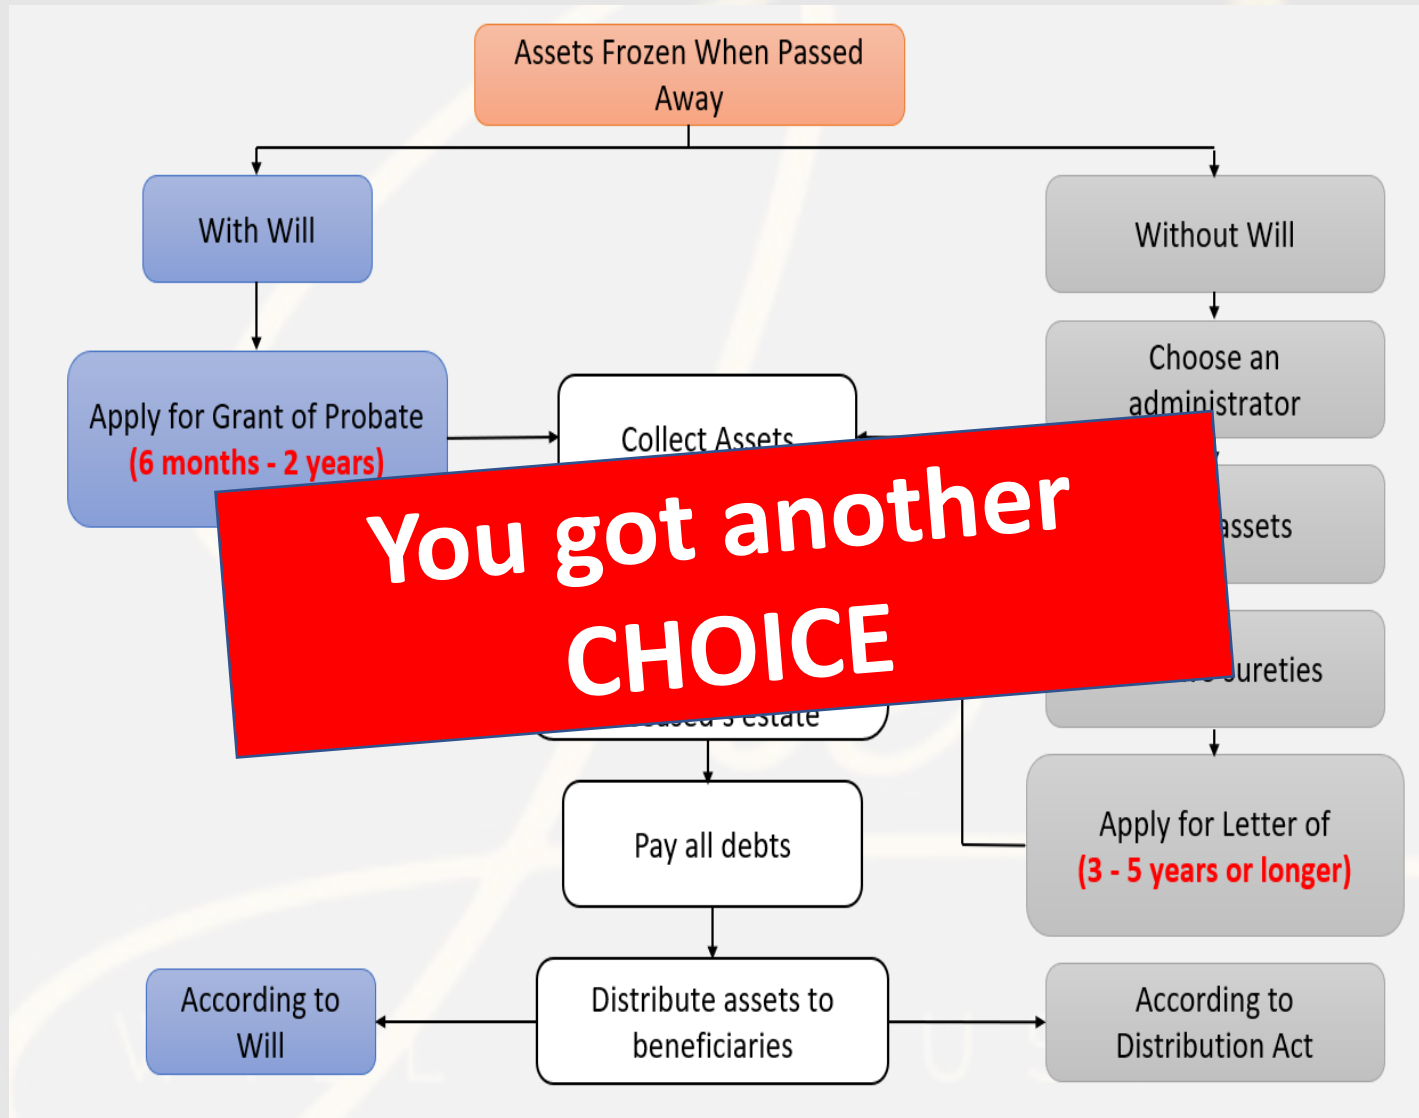 Assets Frozen When Passed
Away
With Will
Without Will
Apply for Grant of Probate
(6 months - 2 years)
Collect Assets
Choose an
administrator
You got another
CHOICE
assets
sureties
estate
Pay all debts
Apply for Letter of
(3 - 5 years or longer)
According to
Will
Distribute assets to
beneficiaries
According to
Distribution Act